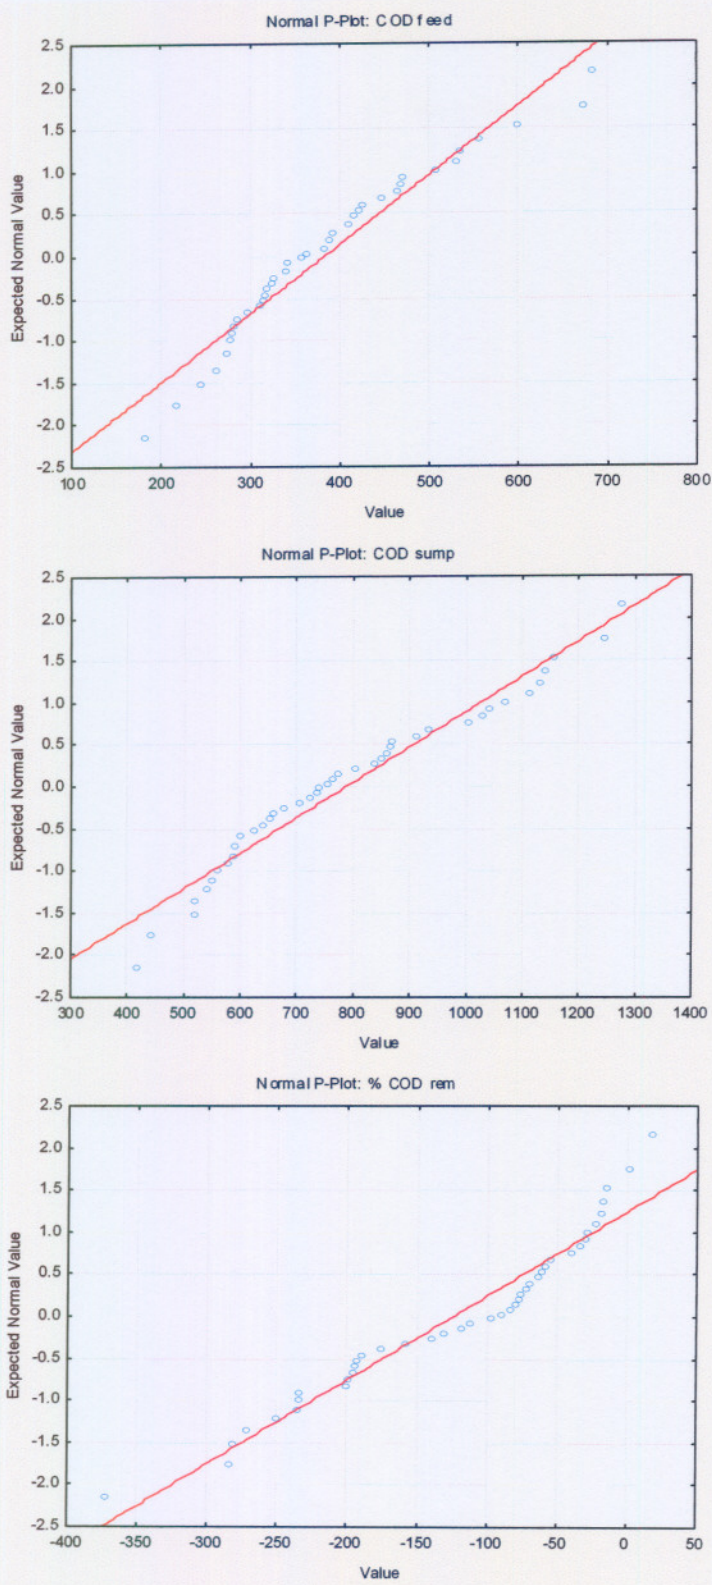 Normal P-Plot: COD feed
Expected Normal Value
2.5
2.0
1.5
1.0
0.5
0.0
-0.5
-1.0
-1.5
-2.0
-2.5
100 200 300 400 500 600 700 800
Value
Normal P-Plot: COD sump
Expected Normal Value
2.5
2.0
1.5
1.0
0.5
0.0
-0.5
-1.0
-1.5
-2.0
-2.5
300 400 500 600 700 800 900 1000 1100 1200 1300 1400
Value
Normal P-Plot: % COD rem
Expected Normal Value
2.5
2.0
1.5
1.0
0.5
0.0
-0.5
-1.0
-1.5
-2.0
-2.5
-400 -350 -300 -250 -200 -150 -100 -50 0 50
Value